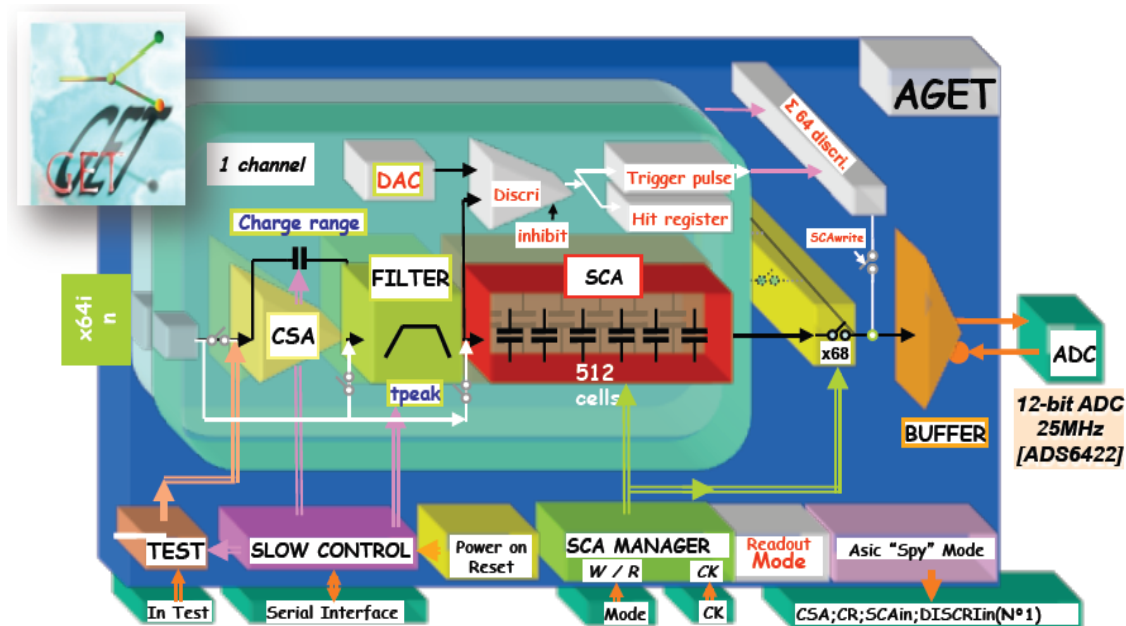 AGET
GET
GET
1 channel
DAC
Discri
inhibit
Trigger pulse
Hit register
Σ 64 discri.
SCAwrite
Charge range
x64i
n
CSA
FILTER
tpeak
SCA
512
cells
x68
BUFFER
ADC
12-bit ADC
25MHz
[ADS6422]
TEST
SLOW CONTROL
Power on
Reset
SCA MANAGER
W / R
CK
Readout
Mode
Asic "Spy" Mode
In Test
Serial Interface
Mode
CK
CSA;CR;SCAin;DISCRIin(Nº1)